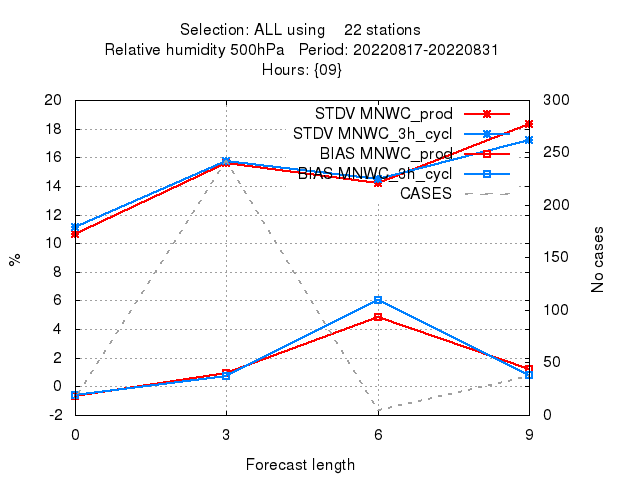 Selection: ALL using    22 stations
Relative humidity 500hPa   Period: 20220817-20220831
Hours: {09}
20
18
16
14
12
10
8
6
4
2
0
-2
%
STDV MNWC_prod
STDV MNWC_3h_cycl
BIAS MNWC_prod
BIAS MNWC_3h_cycl
CASES
300
250
200
150
100
50
0
No cases
0 3 6 9
Forecast length